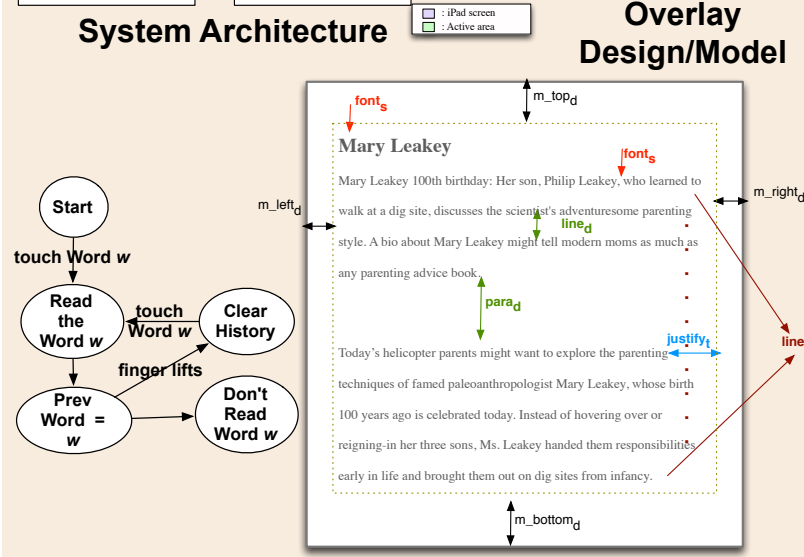 : iPad screen
: Active area
System Architecture
Overlay
Design/Model
m_top_d
font_s
Mary Leakey
font_s
Mary Leakey 100th birthday: Her son, Philip Leakey, who learned to
walk at a dig site, discusses the scientist's adventuresome parenting
style. A bio about Mary Leakey might tell modern moms as much as
any parenting advice book.
m_left_d
m_right_d
line_d
para_d
justify_t
line
Today's helicopter parents might want to explore the parenting
techniques of famed paleoanthropologist Mary Leakey, whose birth
100 years ago is celebrated today. Instead of hovering over or
reigning-in her three sons, Ms. Leakey handed them responsibilities
early in life and brought them out on dig sites from infancy.
m_bottom_d
Start
touch Word w
Read
the
Word w
touch
Word w
Clear
History
finger lifts
Prev
Word =
w
Don't
Read
Word w